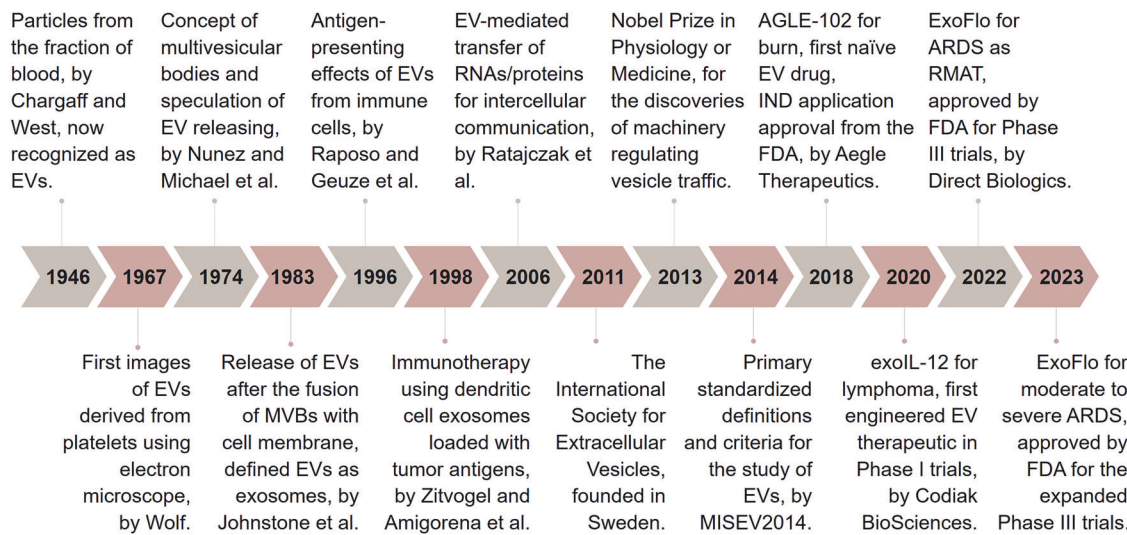 Particles from
the fraction of
blood, by
Chargaff and
West, now
recognized as
EVs.
Concept of
multivesicular
bodies and
speculation of
EV releasing,
by Nunez and
Michael et al.
Antigen-
presenting
effects of EVs
from immune
cells, by
Raposo and
Geuze et al.
EV-mediated
transfer of
RNAs/proteins
for intercellular
communication,
by Ratajczak et
al.
Nobel Prize in
Physiology or
Medicine, for
the discoveries
of machinery
regulating
vesicle traffic.
AGLE-102 for
burn, first naïve
EV drug,
IND application
approval from the
FDA, by Aegle
Therapeutics.
ExoFlo for
ARDS as
RMAT,
approved by
FDA for Phase
III trials, by
Direct Biologics.
1946 1967 1974 1983 1996 1998 2006 2011 2013 2014 2018 2020 2022 2023
First images
of EVs
derived from
platelets using
electron
microscope,
by Wolf.
Release of EVs
after the fusion
of MVBs with
cell membrane,
defined EVs as
exosomes, by
Johnstone et al.
Immunotherapy
using dendritic
cell exosomes
loaded with
tumor antigens,
by Zitvogel and
Amigorena et al.
The
International
Society for
Extracellular
Vesicles,
founded in
Sweden.
Primary
standardized
definitions
and criteria for
the study of
EVs, by
MISEV2014.
exoIL-12 for
lymphoma, first
engineered EV
therapeutic in
Phase I trials,
by Codiak
BioSciences.
ExoFlo for
moderate to
severe ARDS,
approved by
FDA for the
expanded
Phase III trials.